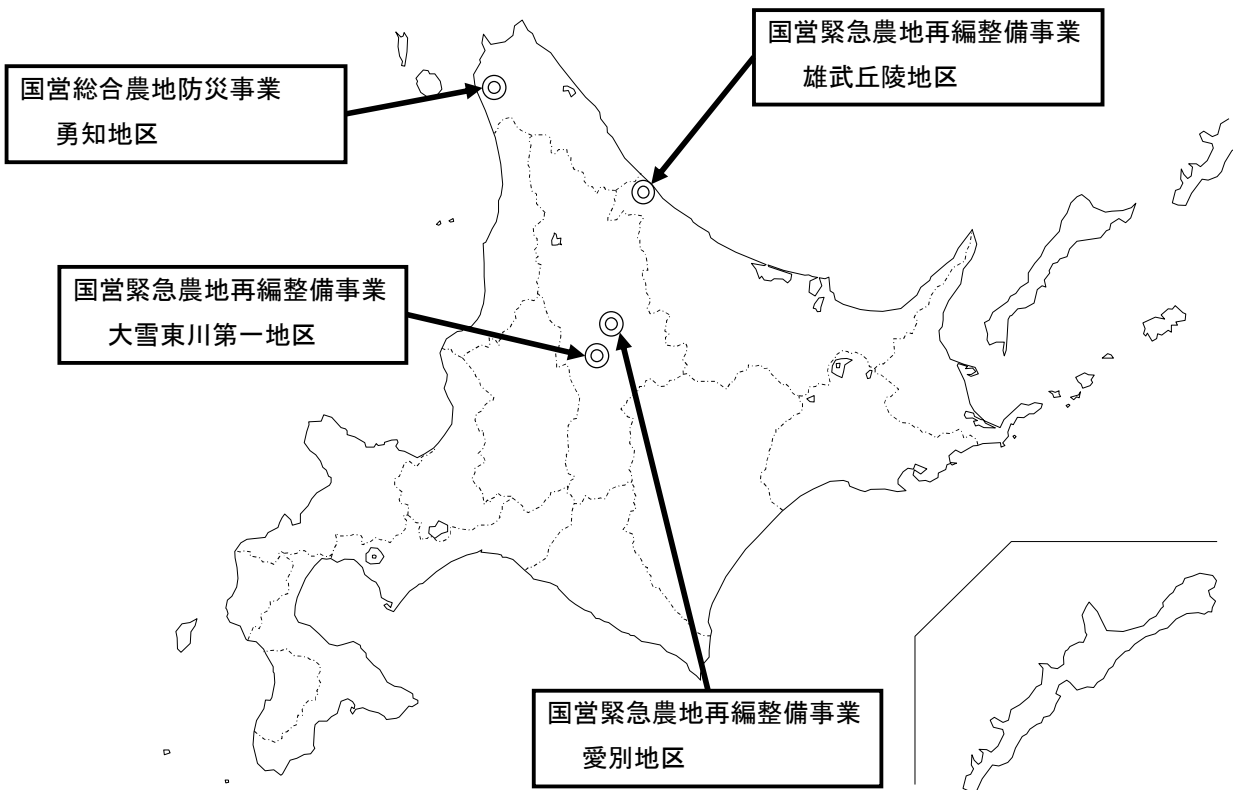 国営緊急農地再編整備事業
雄武丘陵地区
国営総合農地防災事業
勇知地区
国営緊急農地再編整備事業
大雪東川第一地区
国営緊急農地再編整備事業
愛別地区